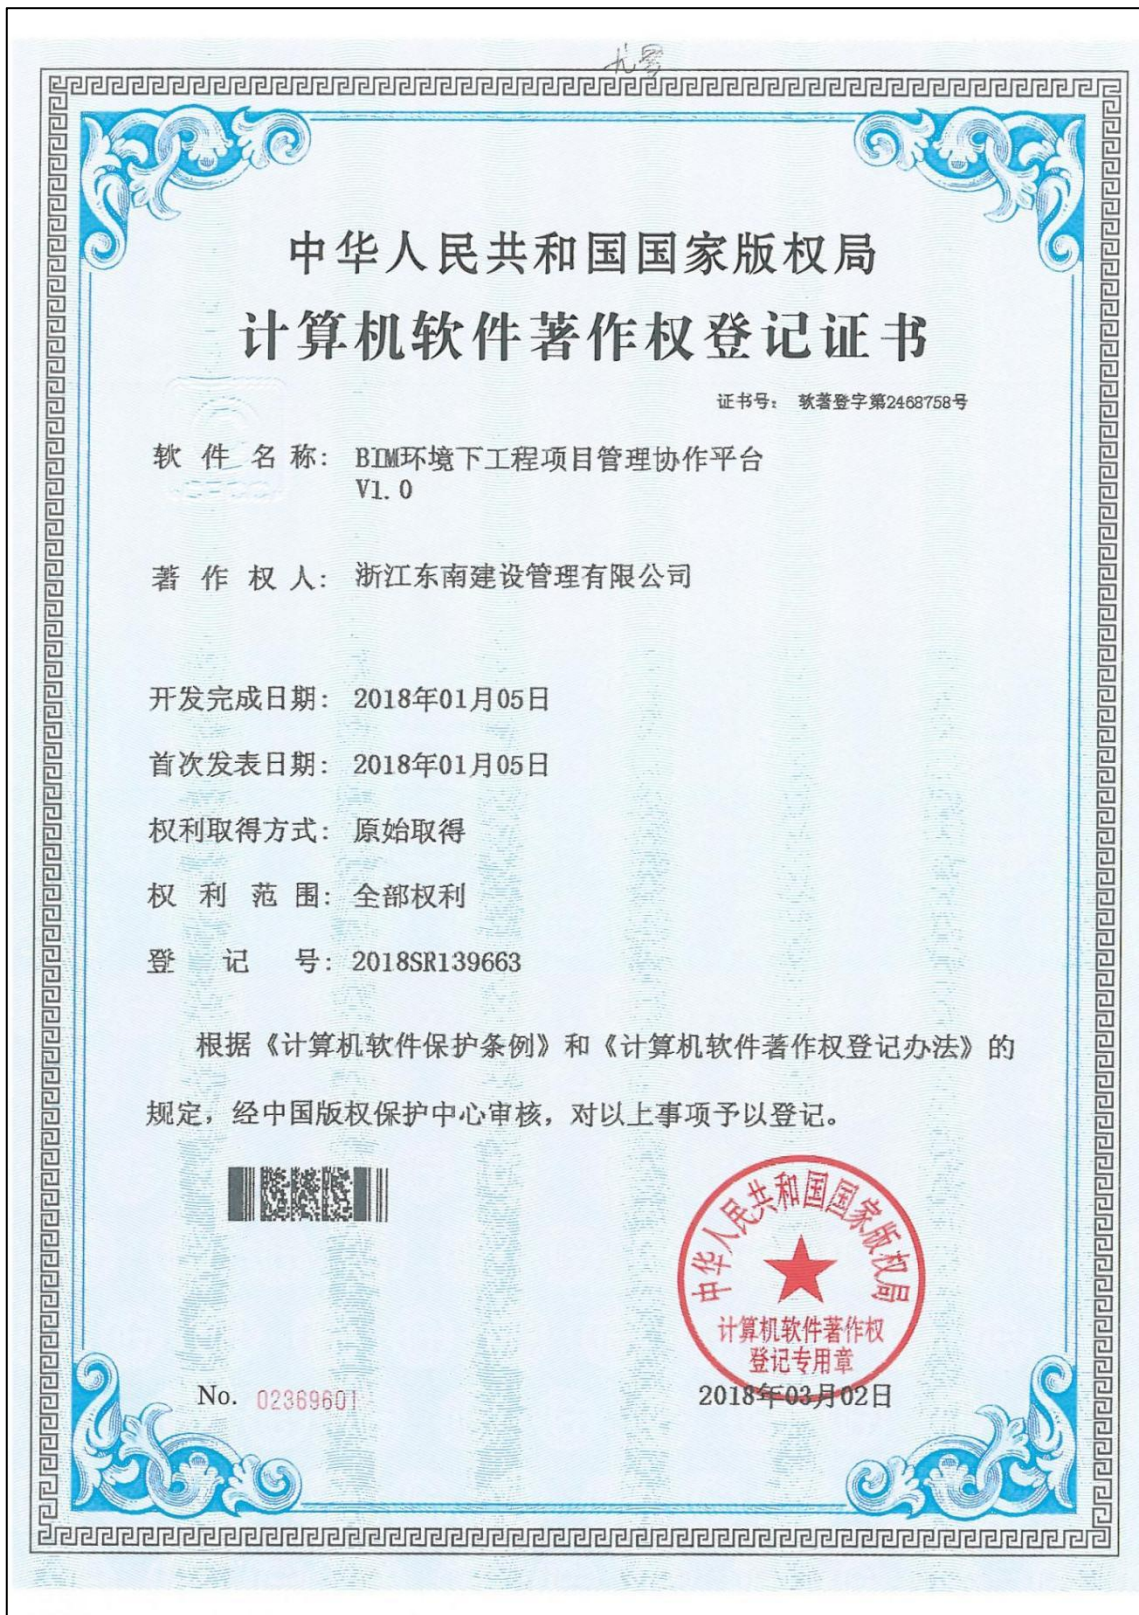 中华人民共和国国家版权局
计算机软件著作权登记证书
证书号: 软著登字第2468758号
软件名称: BIM环境下工程项目管理协作平台
V1.0
著作权人: 浙江东南建设管理有限公司
开发完成日期: 2018年01月05日
首次发表日期: 2018年01月05日
权利取得方式: 原始取得
权利范围: 全部权利
登记号: 2018SR139663
根据《计算机软件保护条例》和《计算机软件著作权登记办法》的
规定，经中国版权保护中心审核，对以上事项予以登记。
中华人民共和国国家版权局
计算机软件著作权
登记专用章
No. 02369601
2018年03月02日